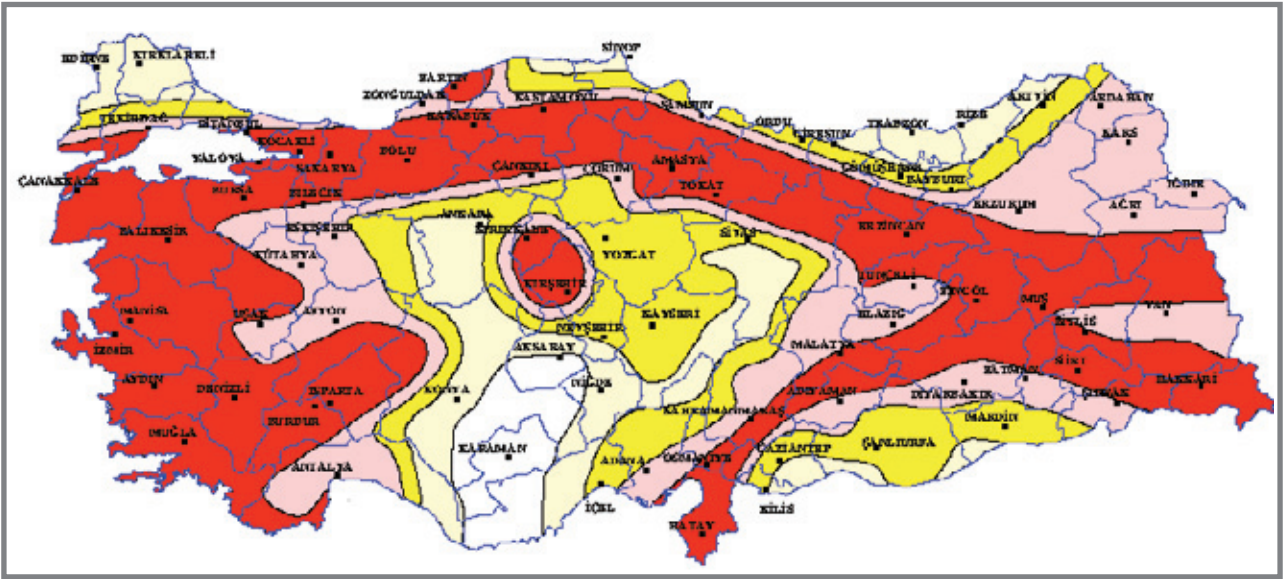 SİNOP
EDİRNE
KIRKLARELİ
BARTIN
ZONGULDAK
KASTAMONU
SAMSUN
ARTVİN
ARDAHAN
TEKİRDAĞ
İSTANBUL
KARABÜK
ORDU
GİRESUN
TRABZON
RİZE
KARS
KOCAELİ
YALOVA
SAKARYA
BOLU
ÇANKIRI
ÇORUM
AMASYA
GÜMÜŞHANE
BAYBURT
ÇANAKKALE
BURSA
BİLECİK
TOKAT
IĞDIR
ERZURUM
AĞRI
BALIKESİR
ESKİŞEHİR
ANKARA
KIRIKKALE
SİVAS
ERZİNCAN
KÜTAHYA
YOZGAT
KIRŞEHİR
TUNCELİ
BİNGÖL
MUŞ
VAN
MANİSA
UŞAK
AFYON
NEVŞEHİR
KAYSERİ
ELAZIĞ
BİTLİS
İZMİR
AKSARAY
MALATYA
SİİRT
AYDIN
DENİZLİ
ISPARTA
KONYA
NİĞDE
ADIYAMAN
DİYARBAKIR
BATMAN
ŞIRNAK
HAKKARİ
BURDUR
KAHRAMANMARAŞ
MARDİN
MUĞLA
KARAMAN
GAZİANTEP
ŞANLIURFA
ANTALYA
ADANA
OSMANİYE
İÇEL
KİLİS
HATAY